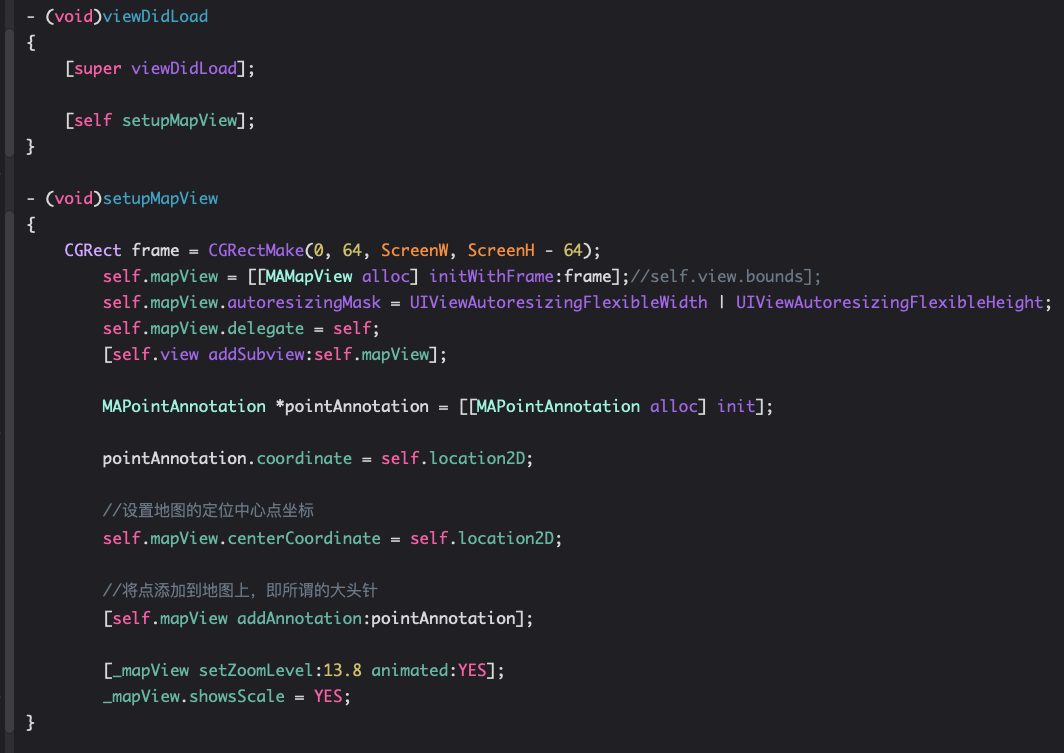 - (void)viewDidLoad
{
    [super viewDidLoad];

    [self setupMapView];
}

- (void)setupMapView
{
    CGRect frame = CGRectMake(0, 64, ScreenW, ScreenH - 64);
        self.mapView = [[MAMapView alloc] initWithFrame:frame];//self.view.bounds];
        self.mapView.autoresizingMask = UIViewAutoresizingFlexibleWidth | UIViewAutoresizingFlexibleHeight;
        self.mapView.delegate = self;
        [self.view addSubview:self.mapView];

        MAPointAnnotation *pointAnnotation = [[MAPointAnnotation alloc] init];

        pointAnnotation.coordinate = self.location2D;

        //设置地图的定位中心点坐标
        self.mapView.centerCoordinate = self.location2D;

        //将点添加到地图上，即所谓的大头针
        [self.mapView addAnnotation:pointAnnotation];

        [_mapView setZoomLevel:13.8 animated:YES];
        _mapView.showsScale = YES;
}